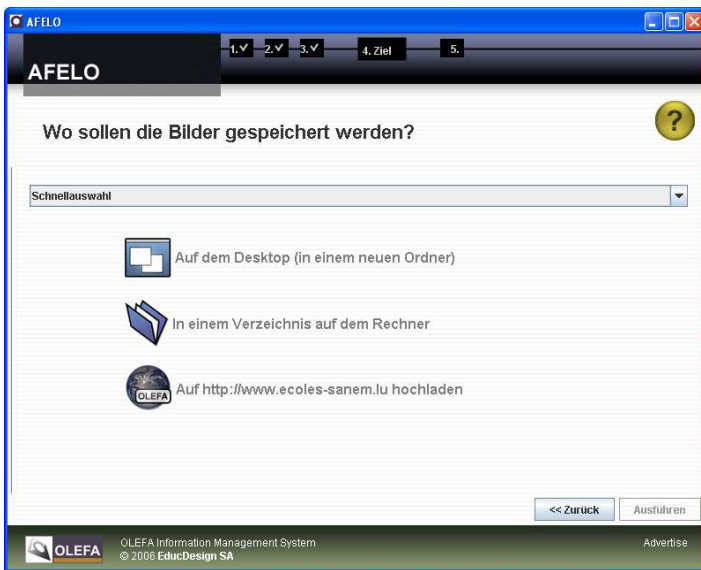 AFELO
1. 2. 3. 4. Ziel 5.
AFELO
Wo sollen die Bilder gespeichert werden?
?
Schnellauswahl
Auf dem Desktop (in einem neuen Ordner)
In einem Verzeichnis auf dem Rechner
OLEFA
Auf http://www.ecoles-sanem.lu hochladen
<< Zurück Ausführen
OLEFA
OLEFA Information Management System
Advertise
© 2006 EducDesign SA